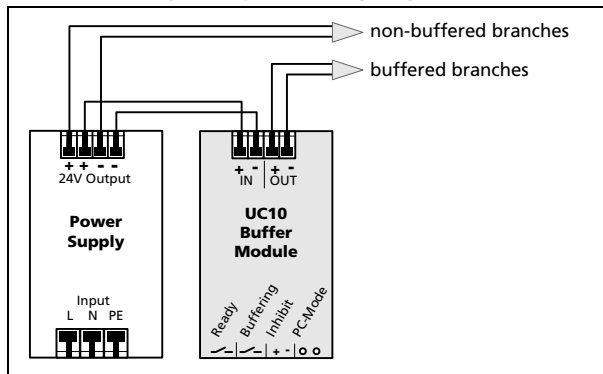 non-buffered branches
buffered branches
+ + - -
24V Output
+ - + -
IN OUT
Power
Supply
UC10
Buffer
Module
Input
L N PE
Ready
Buffering
Inhibit
PC-Mode
+ -